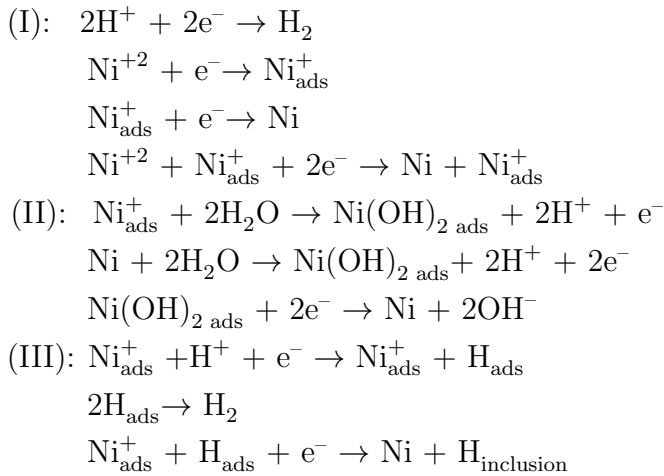 (I): 2H⁺ + 2e⁻ → H₂
Ni⁺² + e⁻ → Ni⁺ₐdₛ
Ni⁺ₐdₛ + e⁻ → Ni
Ni⁺² + Ni⁺ₐdₛ + 2e⁻ → Ni + Ni⁺ₐdₛ
(II): Ni⁺ₐdₛ + 2H₂O → Ni(OH)₂ ₐdₛ + 2H⁺ + e⁻
Ni + 2H₂O → Ni(OH)₂ ₐdₛ + 2H⁺ + 2e⁻
Ni(OH)₂ ₐdₛ + 2e⁻ → Ni + 2OH⁻
(III): Ni⁺ₐdₛ +H⁺ + e⁻ → Ni⁺ₐdₛ + Hₐdₛ
2Hₐdₛ → H₂
Ni⁺ₐdₛ + Hₐdₛ + e⁻ → Ni + H_inclusion